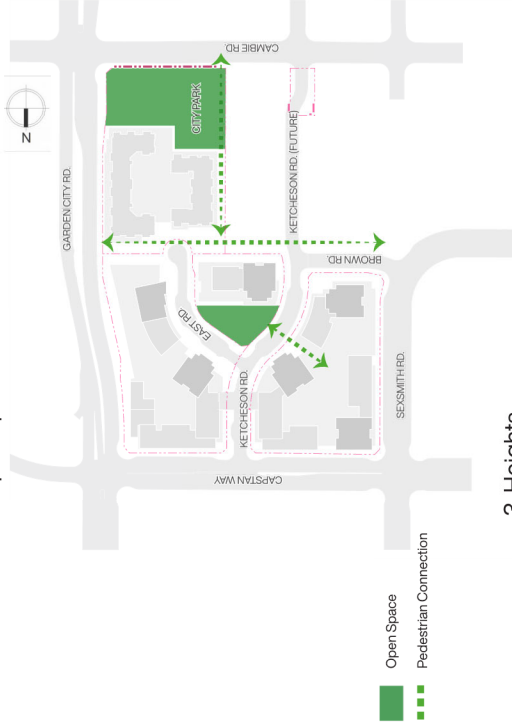 CAMBIE RD.
N
CITY PARK
GARDEN CITY RD.
KETCHESON RD. (FUTURE)
BROWN RD.
EAST RD.
KETCHESON RD.
SEXSMITH RD.
CAPSTAN WAY
Open Space
Pedestrian Connection